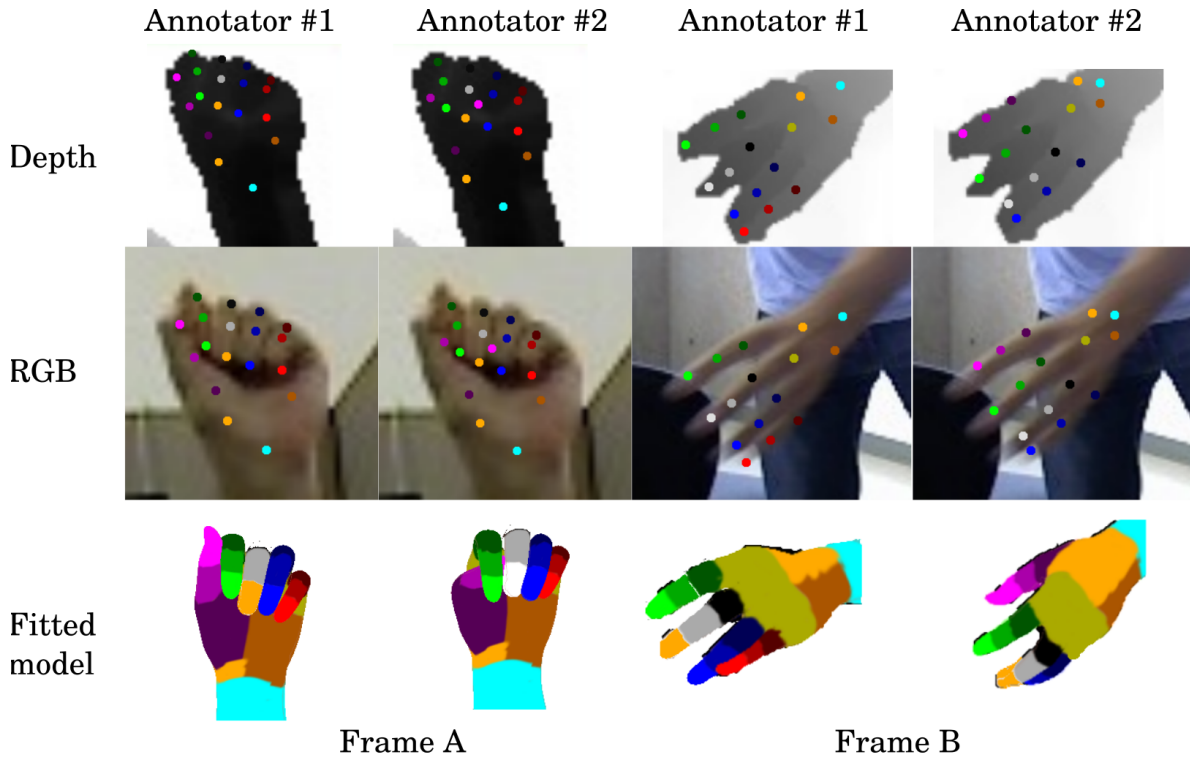 Annotator #1 Annotator #2 Annotator #1 Annotator #2
Depth
RGB
Fitted
model
Frame A Frame B